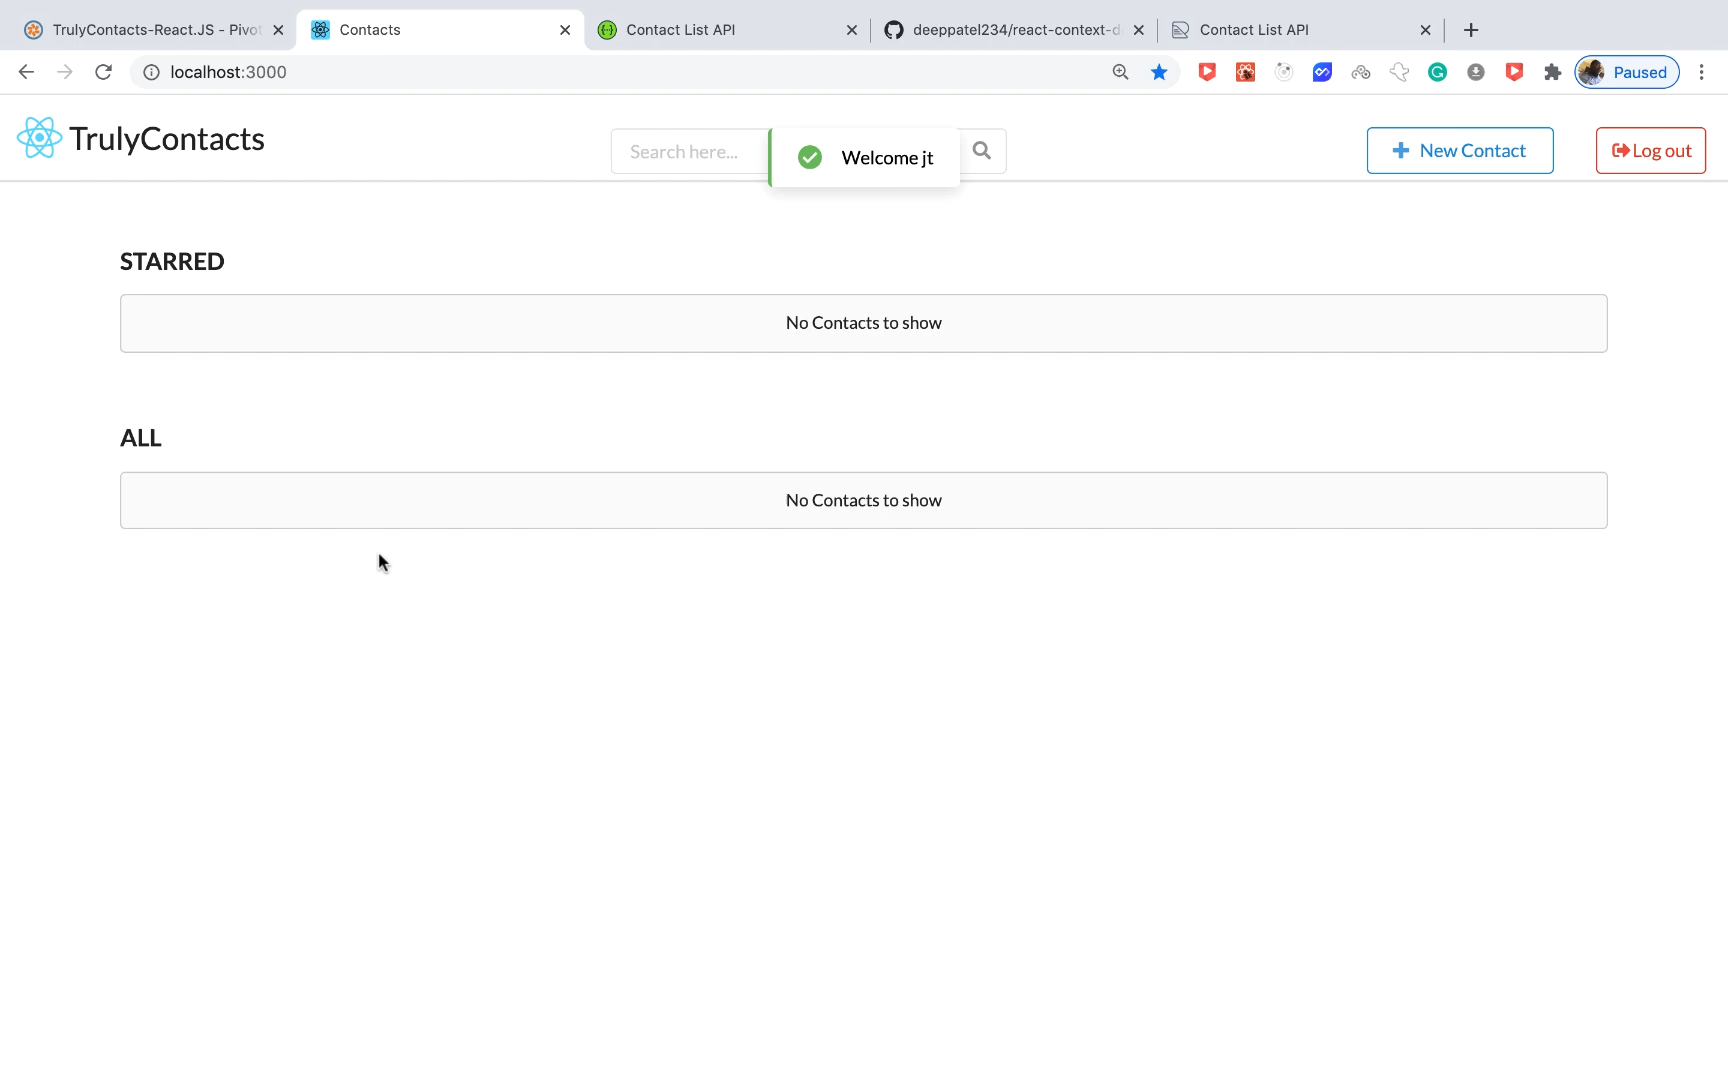 TrulyContacts-React.JS - Pivot
Contacts
Contact List API
deeppatel234/react-context-d
Contact List API
localhost:3000
Paused
TrulyContacts
Search here...
Welcome jt
New Contact
Log out
STARRED
No Contacts to show
ALL
No Contacts to show